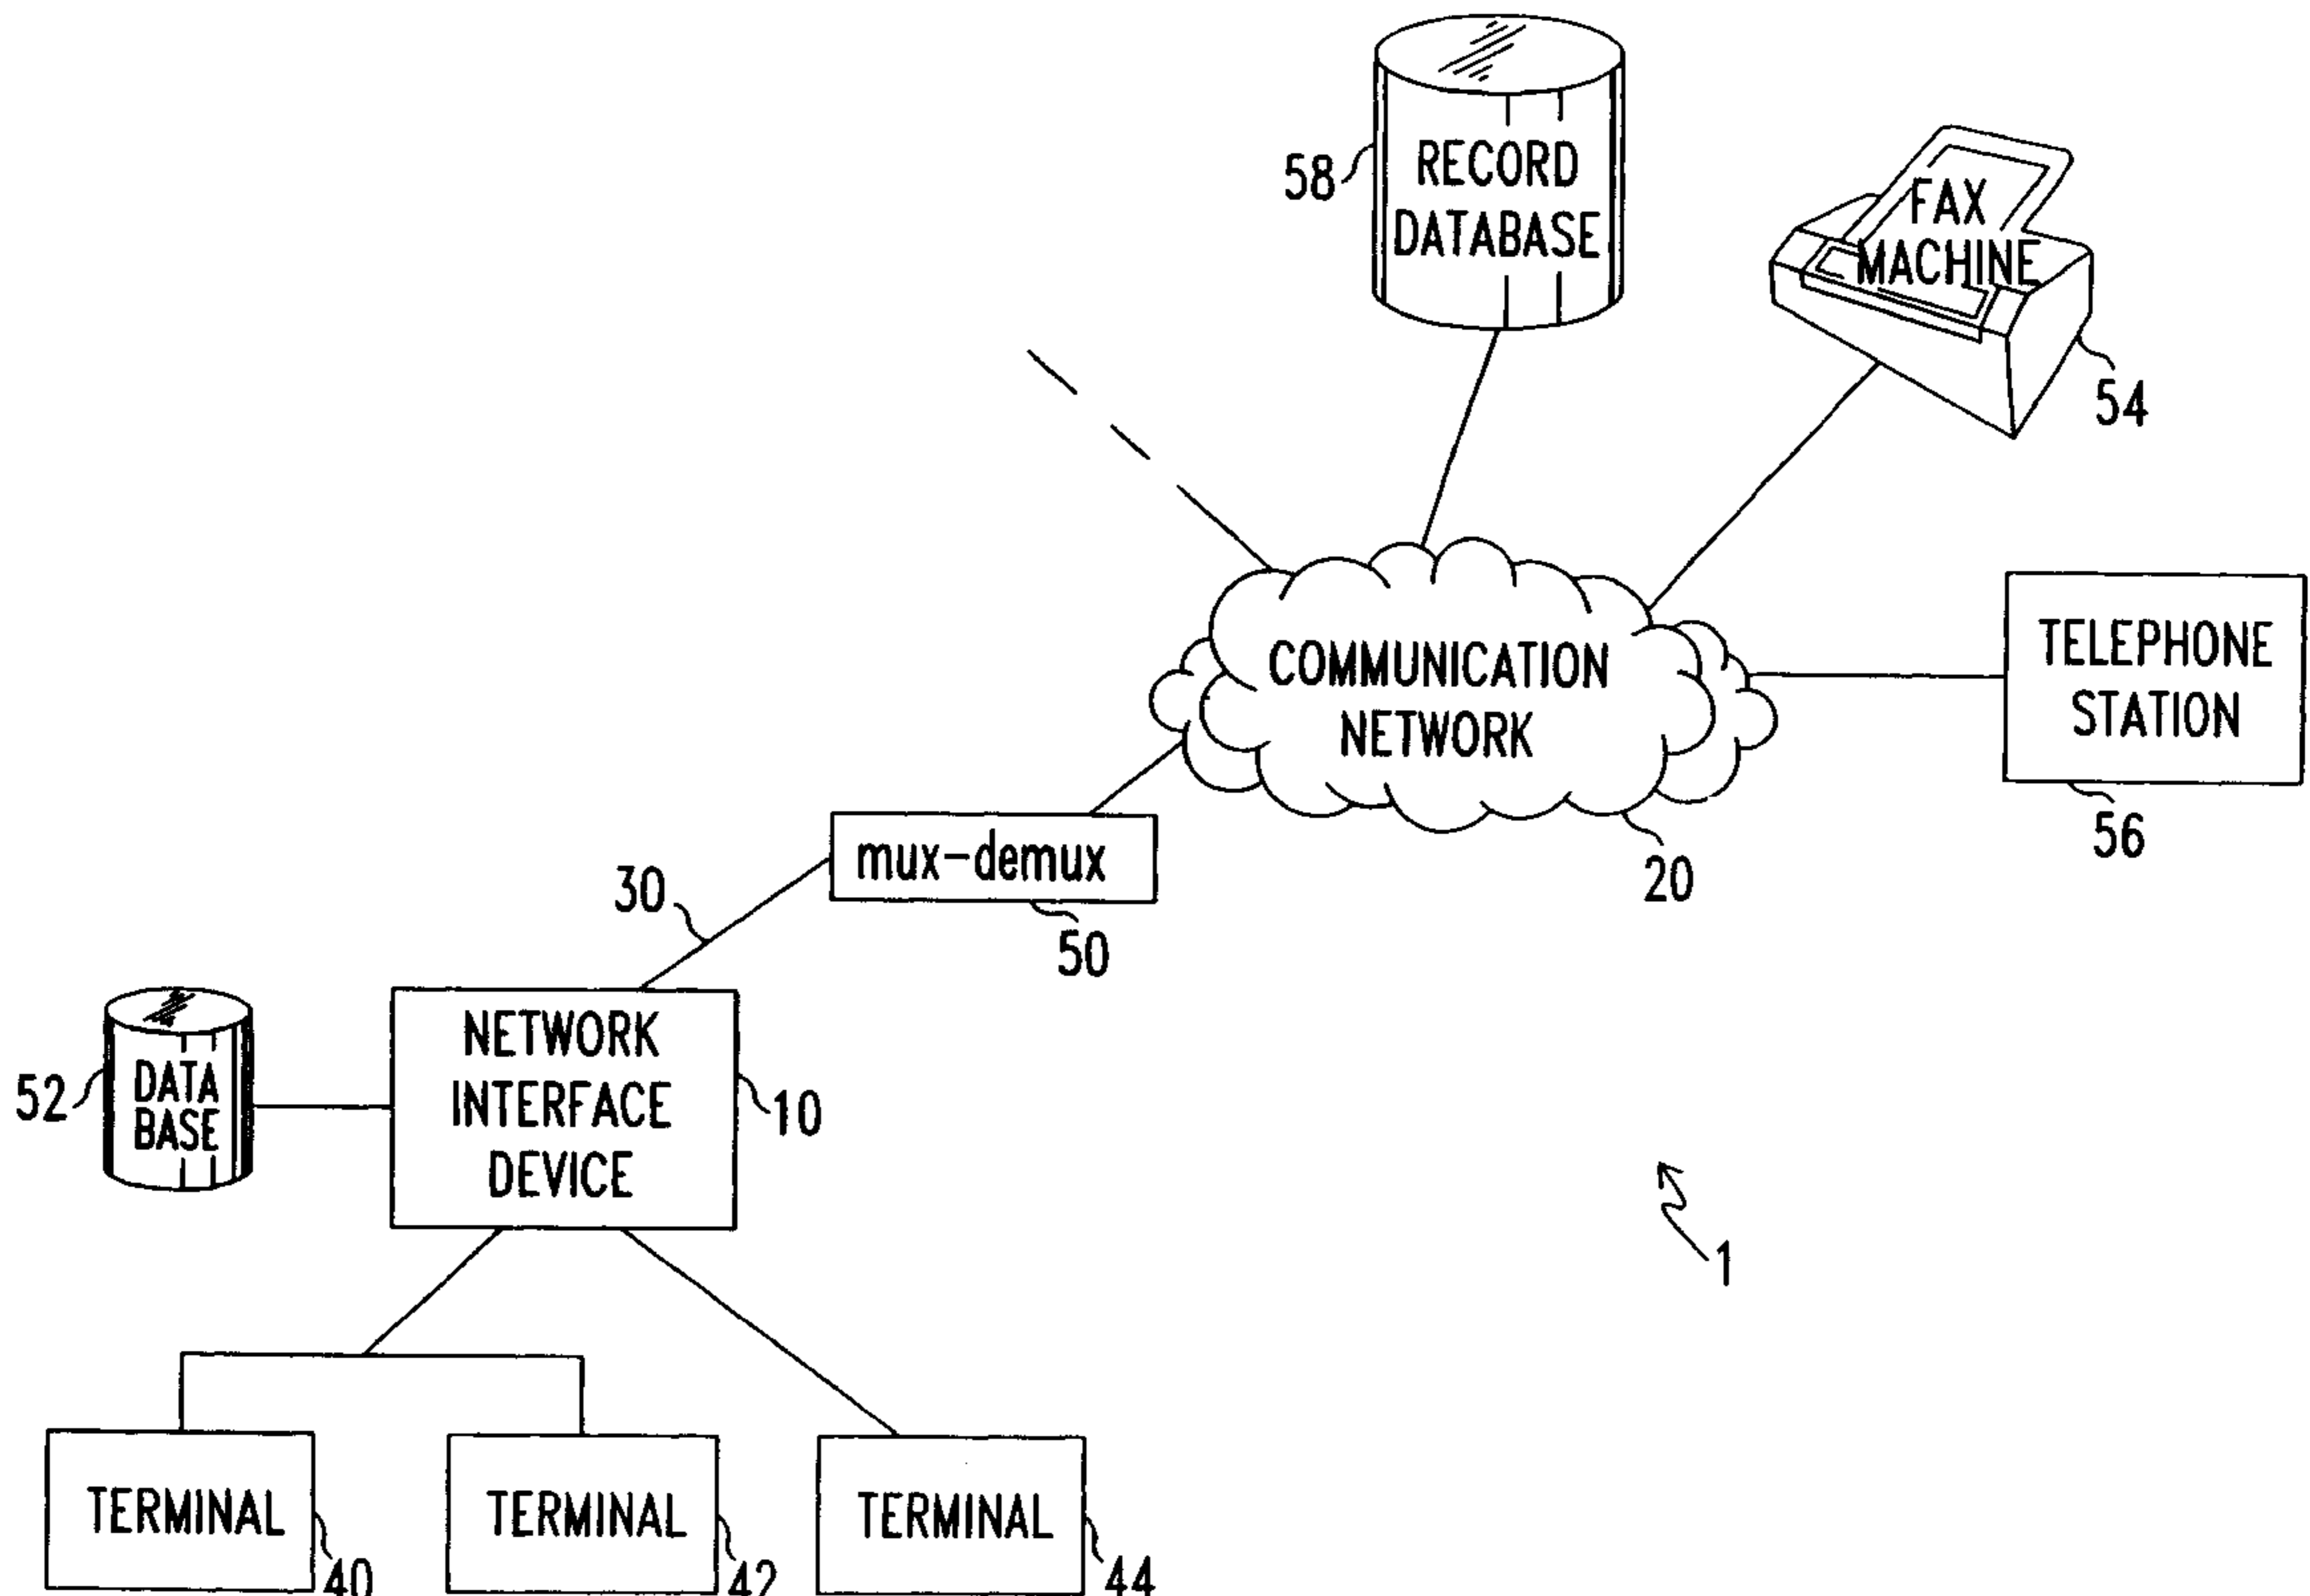 RECORD
DATABASE
58
FAX
MACHINE
54
COMMUNICATION
NETWORK
20
TELEPHONE
STATION
56
mux-demux
50
30
NETWORK
INTERFACE
DEVICE
10
DATA
BASE
52
1
TERMINAL
40
TERMINAL
42
TERMINAL
44